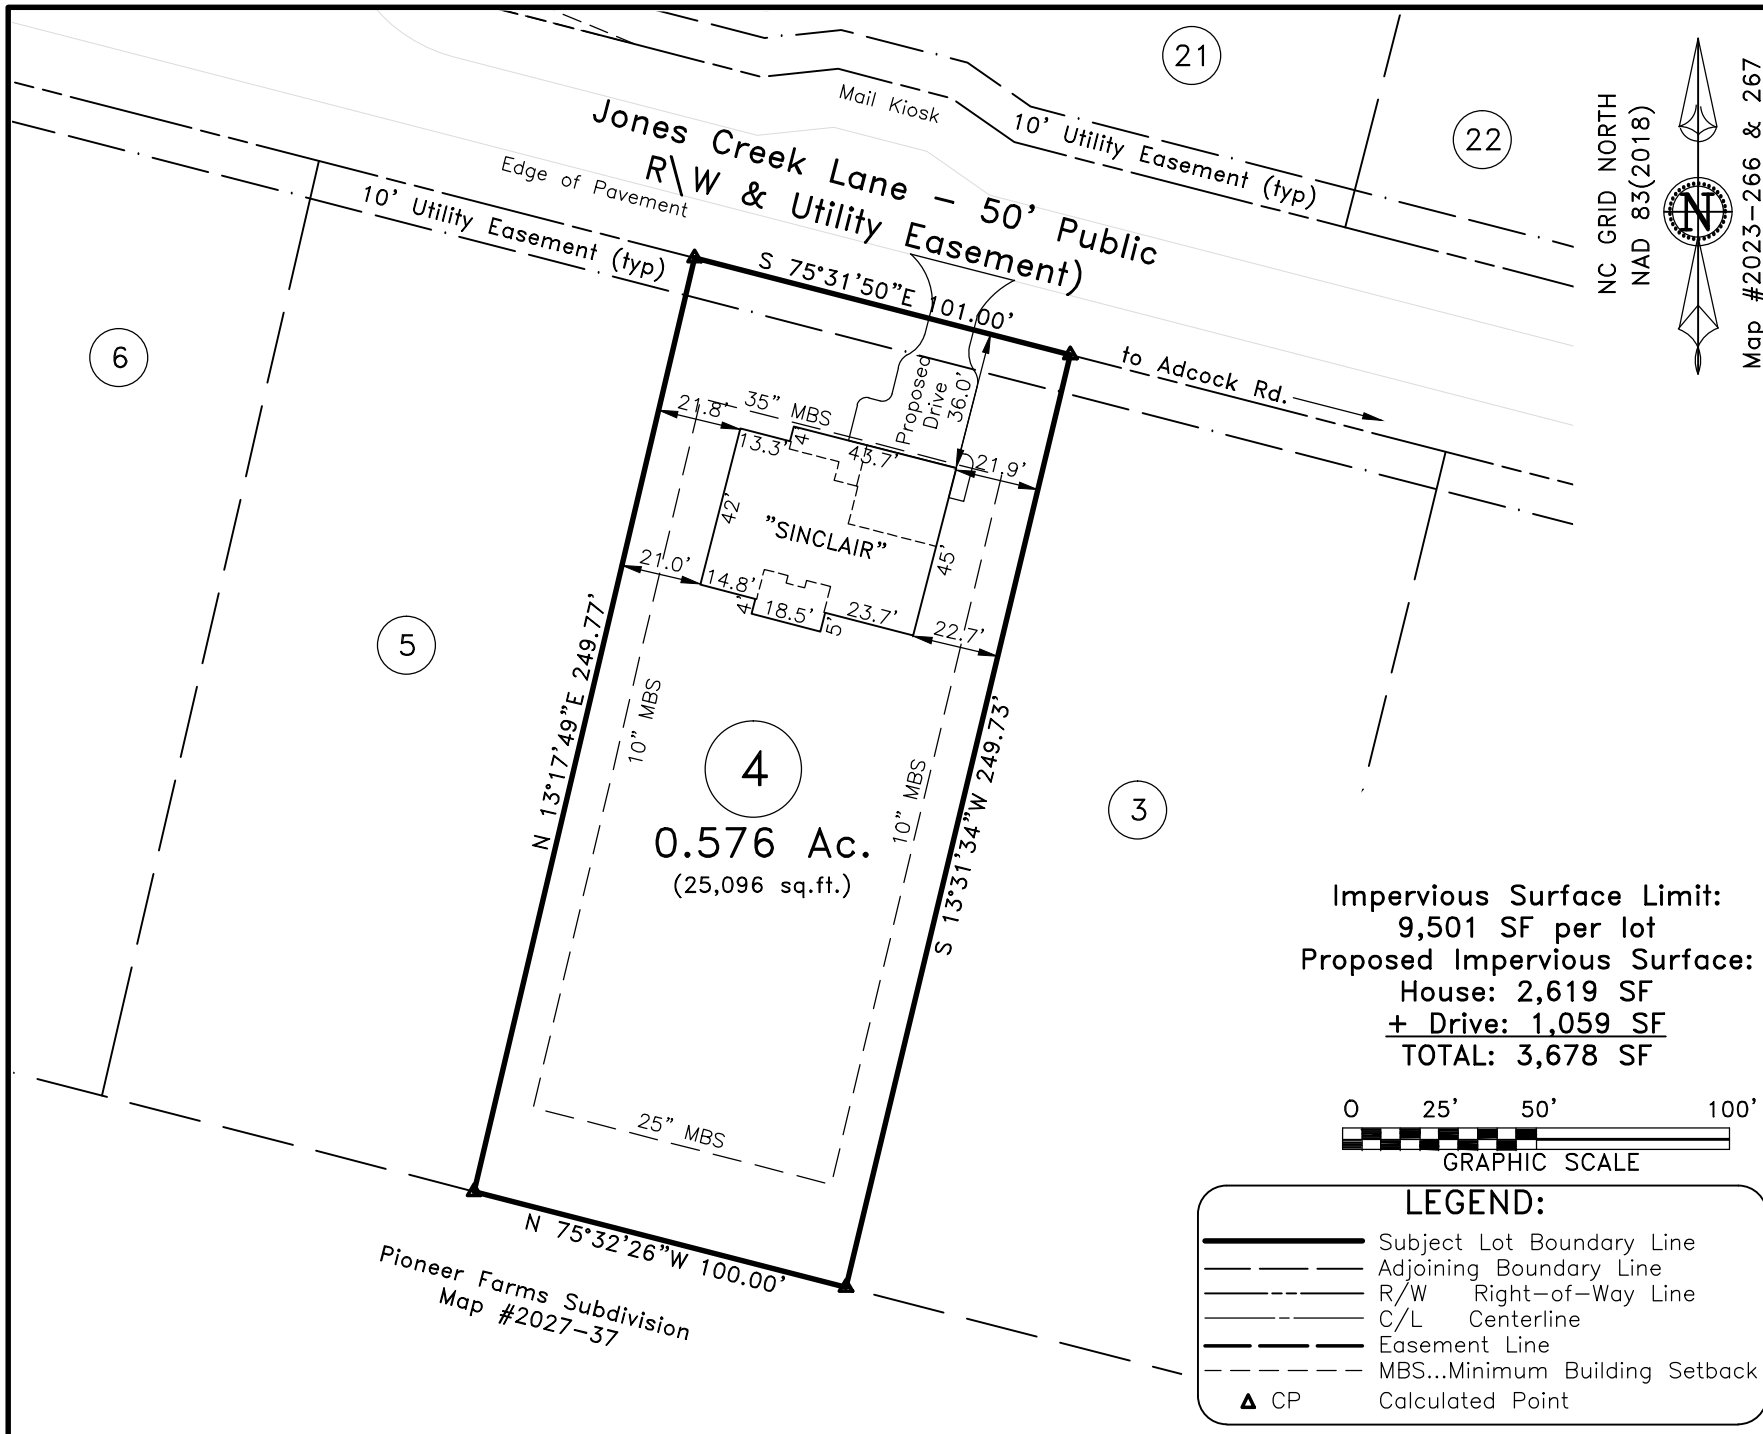 21
22
Mail Kiosk
10' Utility Easement (typ)
Jones Creek Lane – 50' Public
R\W & Utility Easement)
Edge of Pavement
10' Utility Easement (typ)
NC GRID NORTH
NAD 83(2018)
N
Map #2023-266 & 267
S 75°31'50"E 101.00'
to Adcock Rd.
6
5
3
Proposed
Drive
36.0'
21.8'
35" MBS
13.3'
4'
43.7'
21.9'
42'
"SINCLAIR"
45'
21.0'
14.8'
4'
18.5'
5'
23.7'
22.7'
N 13°17'49"E 249.77'
10" MBS
4
0.576 Ac.
(25,096 sq.ft.)
10" MBS
S 13°31'34"W 249.73'
25" MBS
N 75°32'26"W 100.00'
Pioneer Farms Subdivision
Map #2027-37
Impervious Surface Limit:
9,501 SF per lot
Proposed Impervious Surface:
House: 2,619 SF
+ Drive: 1,059 SF
TOTAL: 3,678 SF
0 25' 50' 100'
GRAPHIC SCALE
LEGEND:
Subject Lot Boundary Line
Adjoining Boundary Line
R/W Right-of-Way Line
C/L Centerline
Easement Line
MBS...Minimum Building Setback
CP Calculated Point